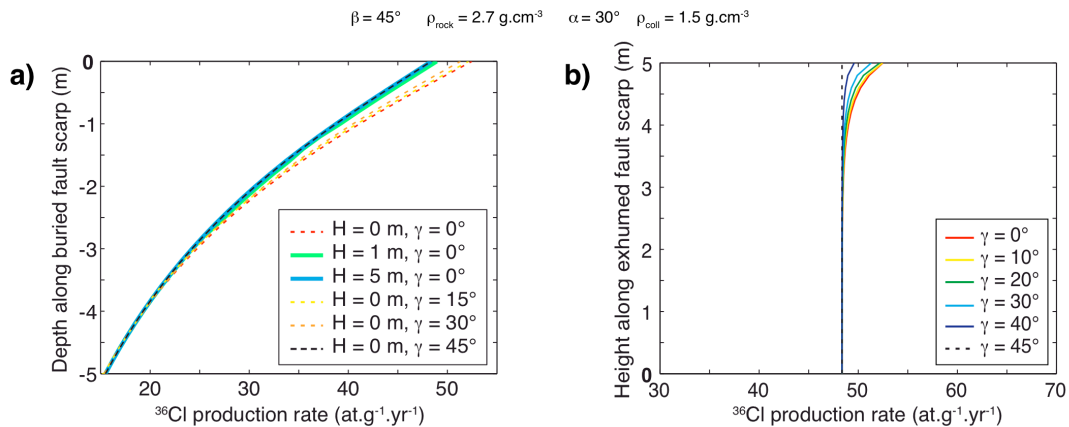 β = 45° ρrock = 2.7 g.cm-3 α = 30° ρcoll = 1.5 g.cm-3
a)
Depth along buried fault scarp (m)
0
-1
-2
-3
-4
-5
20 30 40 50
³⁶Cl production rate (at.g⁻¹.yr⁻¹)
H = 0 m, γ = 0°
H = 1 m, γ = 0°
H = 5 m, γ = 0°
H = 0 m, γ = 15°
H = 0 m, γ = 30°
H = 0 m, γ = 45°
b)
Height along exhumed fault scarp (m)
5
4
3
2
1
0
30 40 50 60 70
³⁶Cl production rate (at.g⁻¹.yr⁻¹)
γ = 0°
γ = 10°
γ = 20°
γ = 30°
γ = 40°
γ = 45°